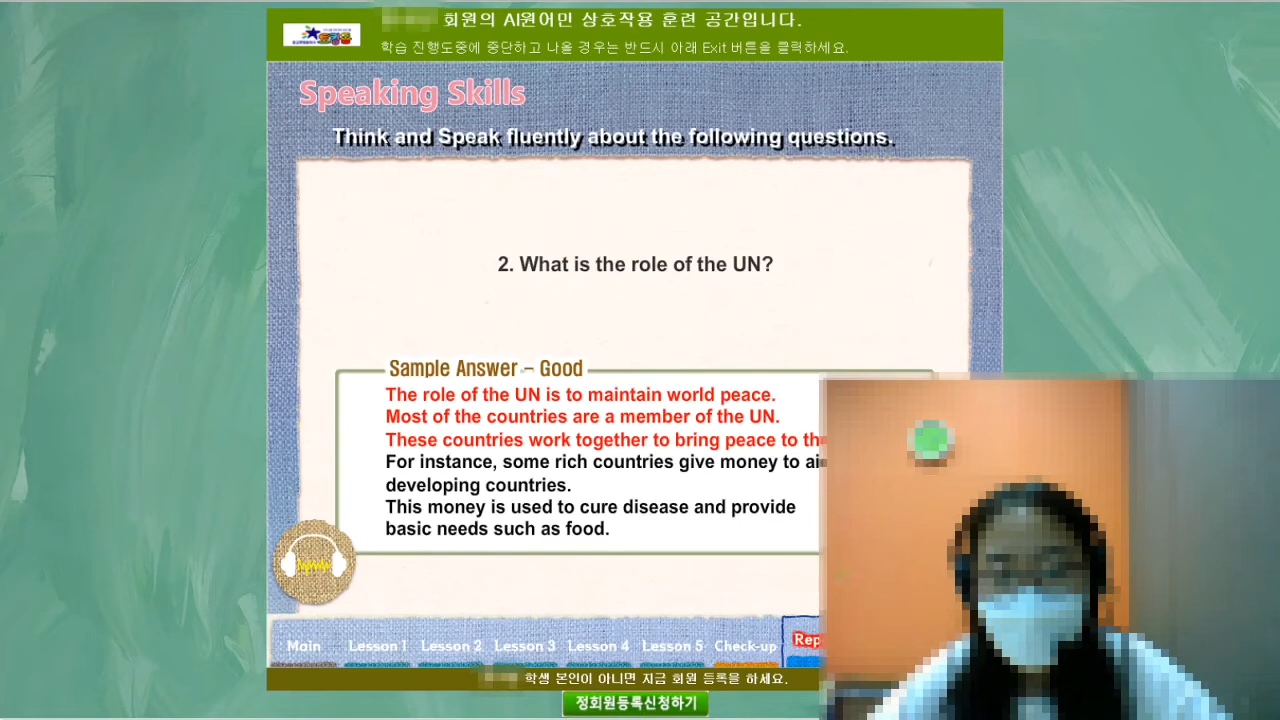 회원의 AI원어민 상호작용 훈련 공간입니다.
학습 진행도중에 중단하고 나올 경우는 반드시 아래 Exit 버튼을 클릭하세요.
Speaking Skills
Think and Speak fluently about the following questions.
2. What is the role of the UN?
Sample Answer – Good
The role of the UN is to maintain world peace.
Most of the countries are a member of the UN.
These countries work together to bring peace to
For instance, some rich countries give money to
developing countries.
This money is used to cure disease and provide
basic needs such as food.
Main Lesson 1 Lesson 2 Lesson 3 Lesson 4 Lesson 5 Check-up
학생 본인이 아니면 지금 회원 등록을 하세요.
정회원등록신청하기